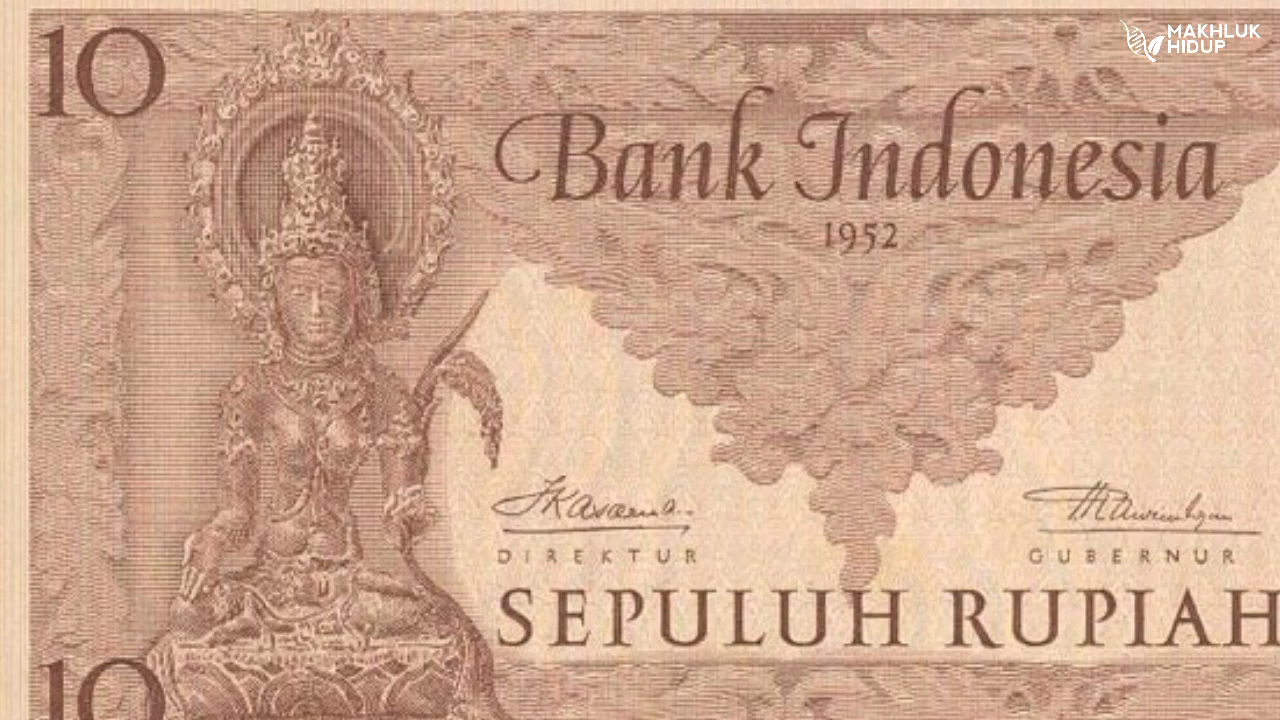 MAKHLUK
HIDUP
10
Bank Indonesia
1952
DIREKTUR
GUBERNUR
SEPULUH RUPIAH
10